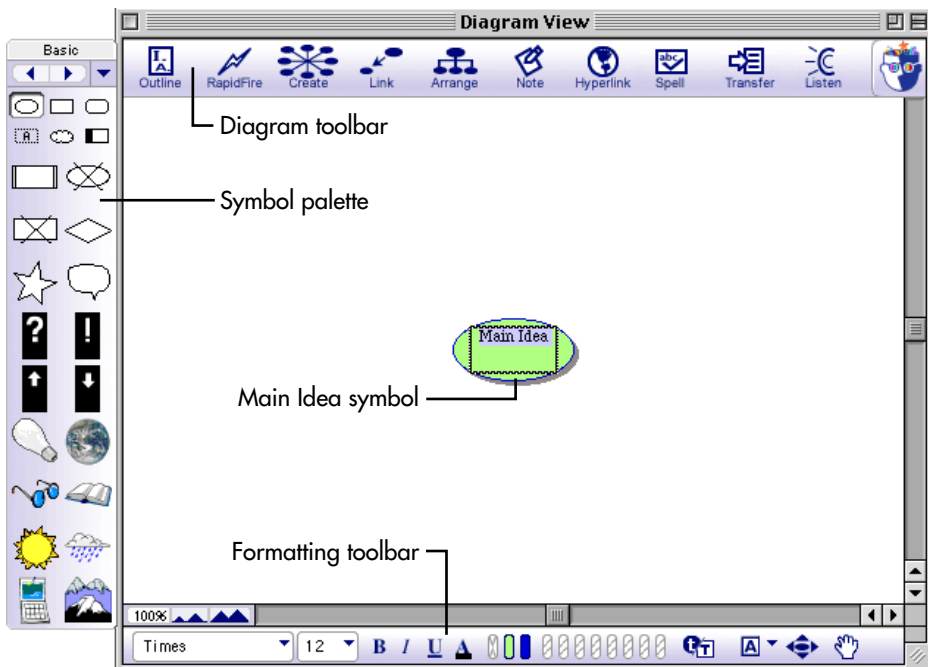 Diagram View
Basic
I.
A.
Outline
RapidFire
Create
Link
Arrange
Note
Hyperlink
abc
Spell
Transfer
Listen
Diagram toolbar
A
Symbol palette
?
!
Main Idea
Main Idea symbol
Formatting toolbar
100%
Times
12
B
I
U
A
T
A